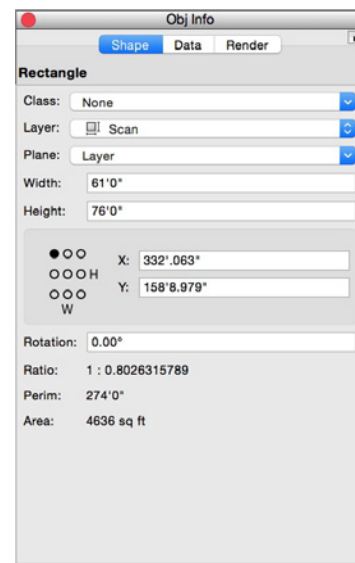 Obj Info
Shape Data Render
Rectangle
Class: None
Layer: Scan
Plane: Layer
Width: 61'0"
Height: 76'0"
X: 332'.063"
H
Y: 158'8.979"
W
Rotation: 0.00°
Ratio: 1 : 0.8026315789
Perim: 274'0"
Area: 4636 sq ft